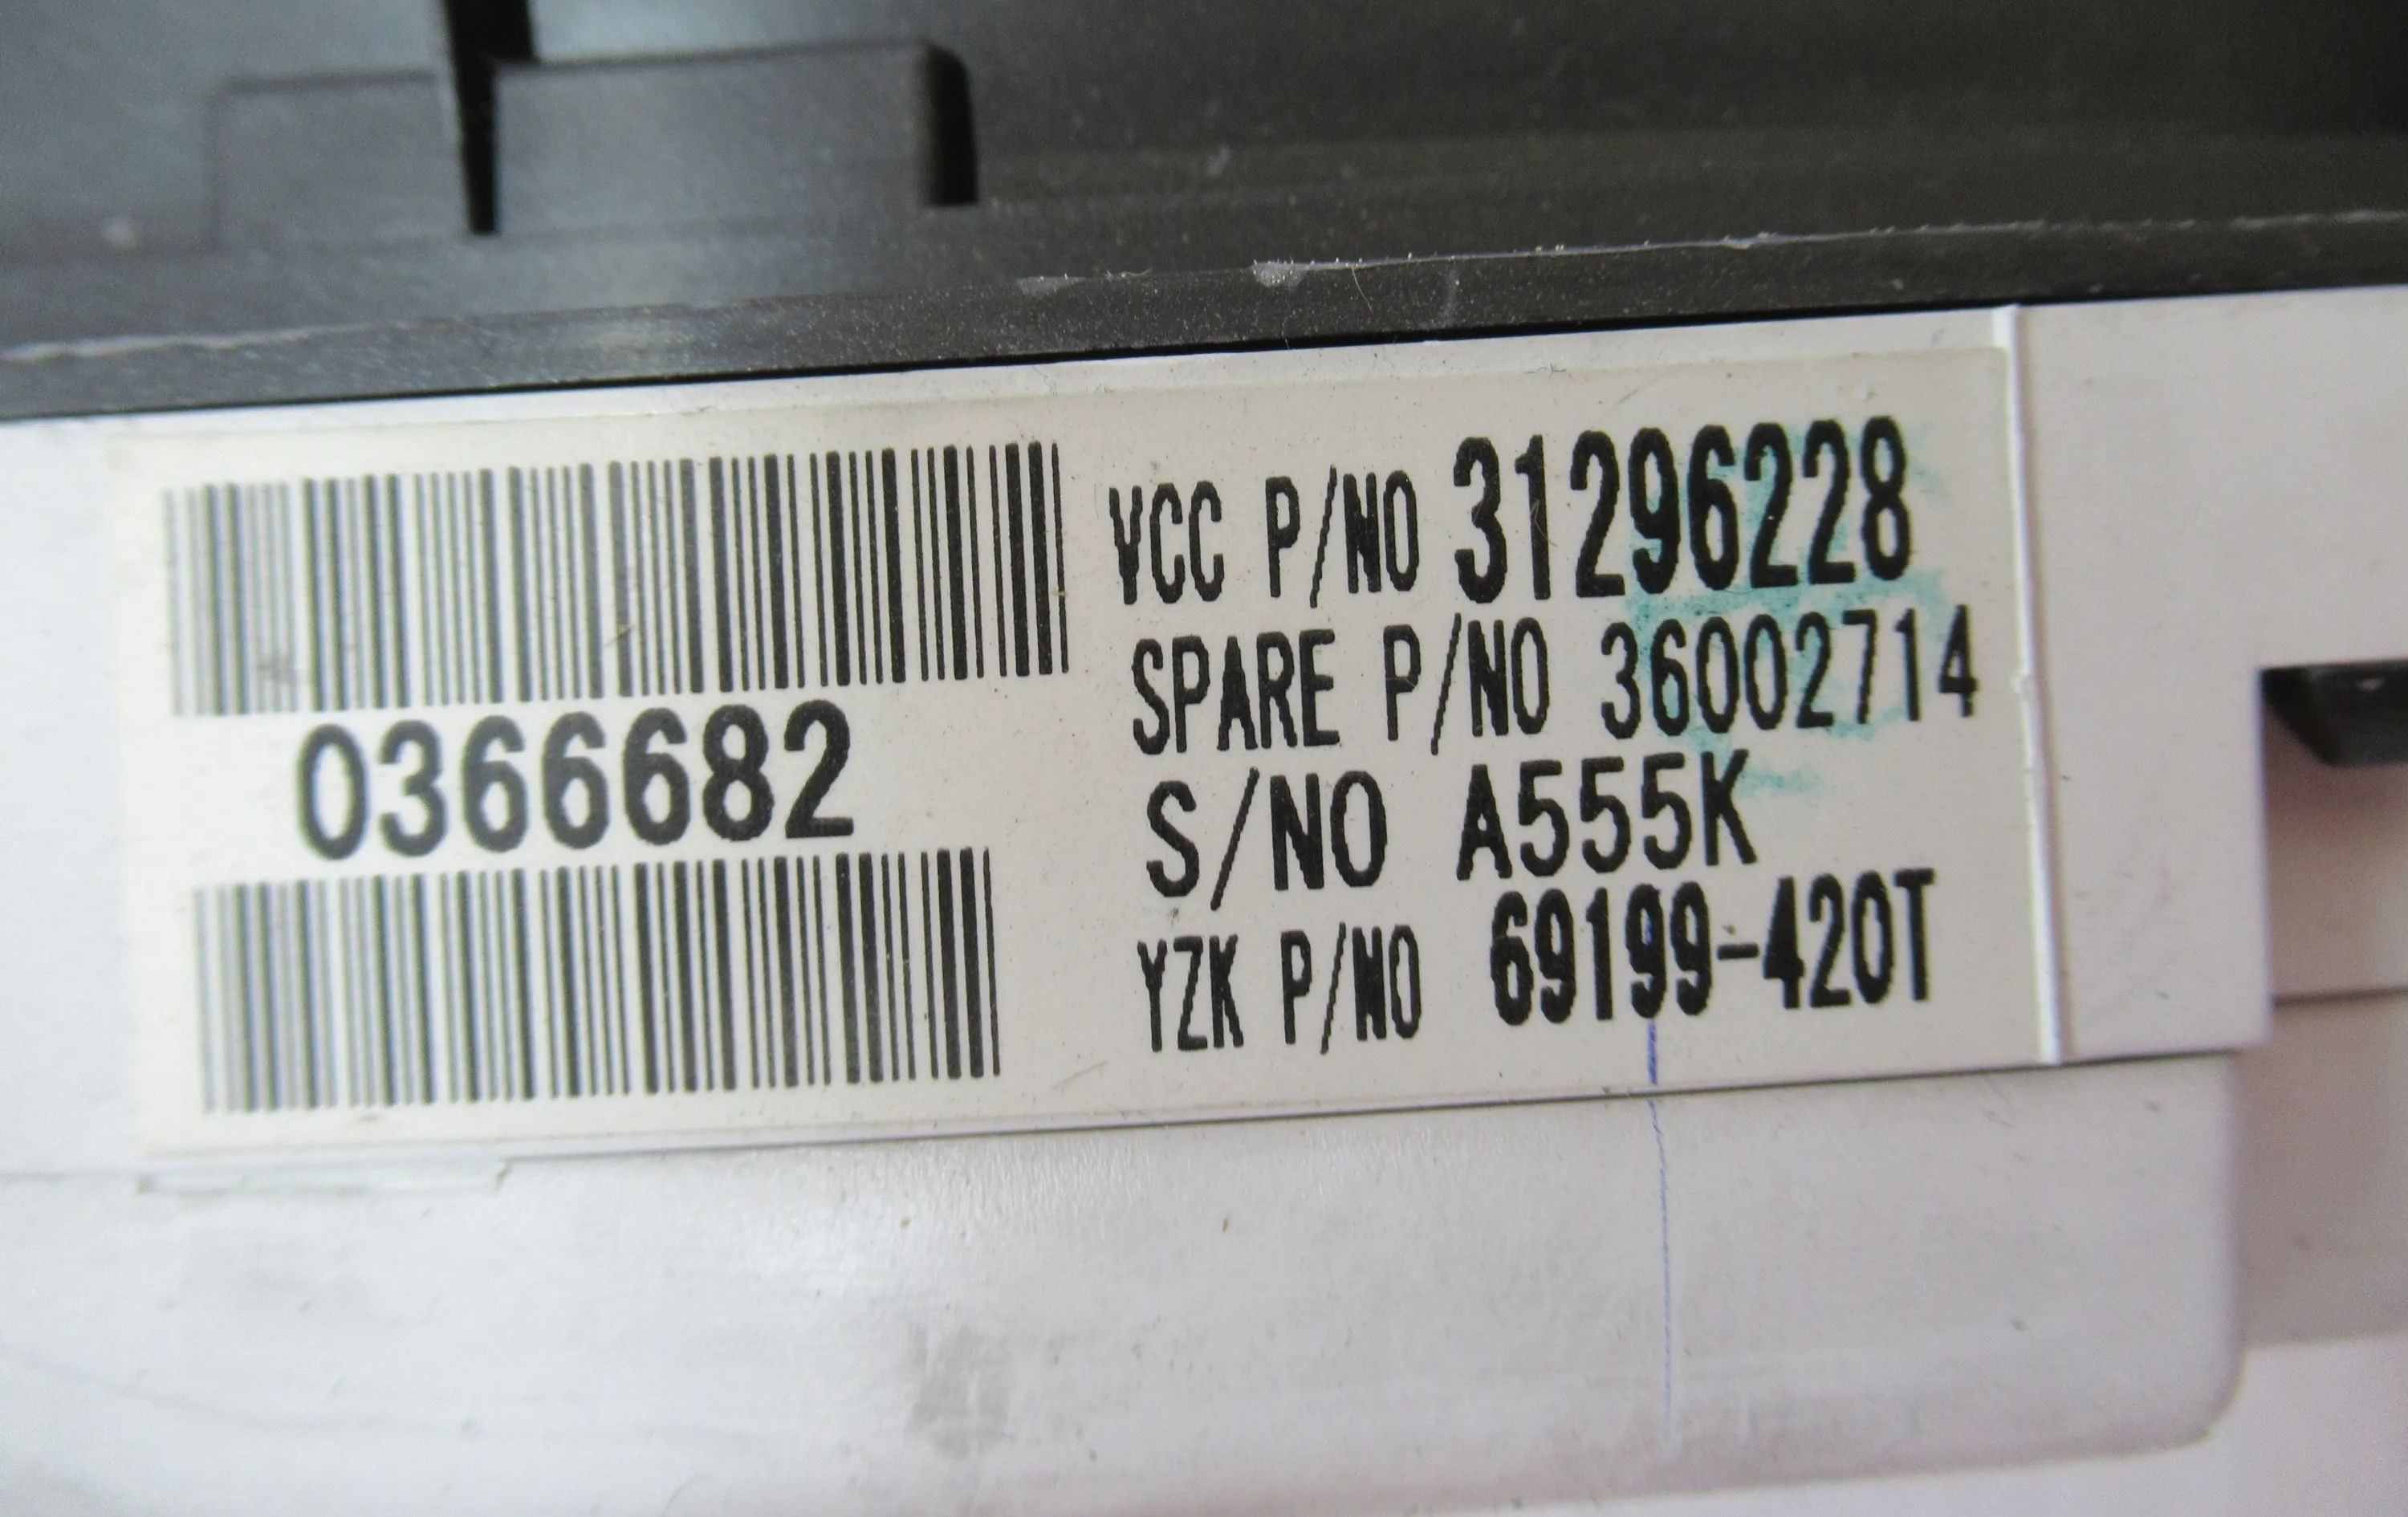 VCC P/NO 31296228
SPARE P/NO 36002714
0366682
S/NO A555K
YZK P/NO 69199-420T